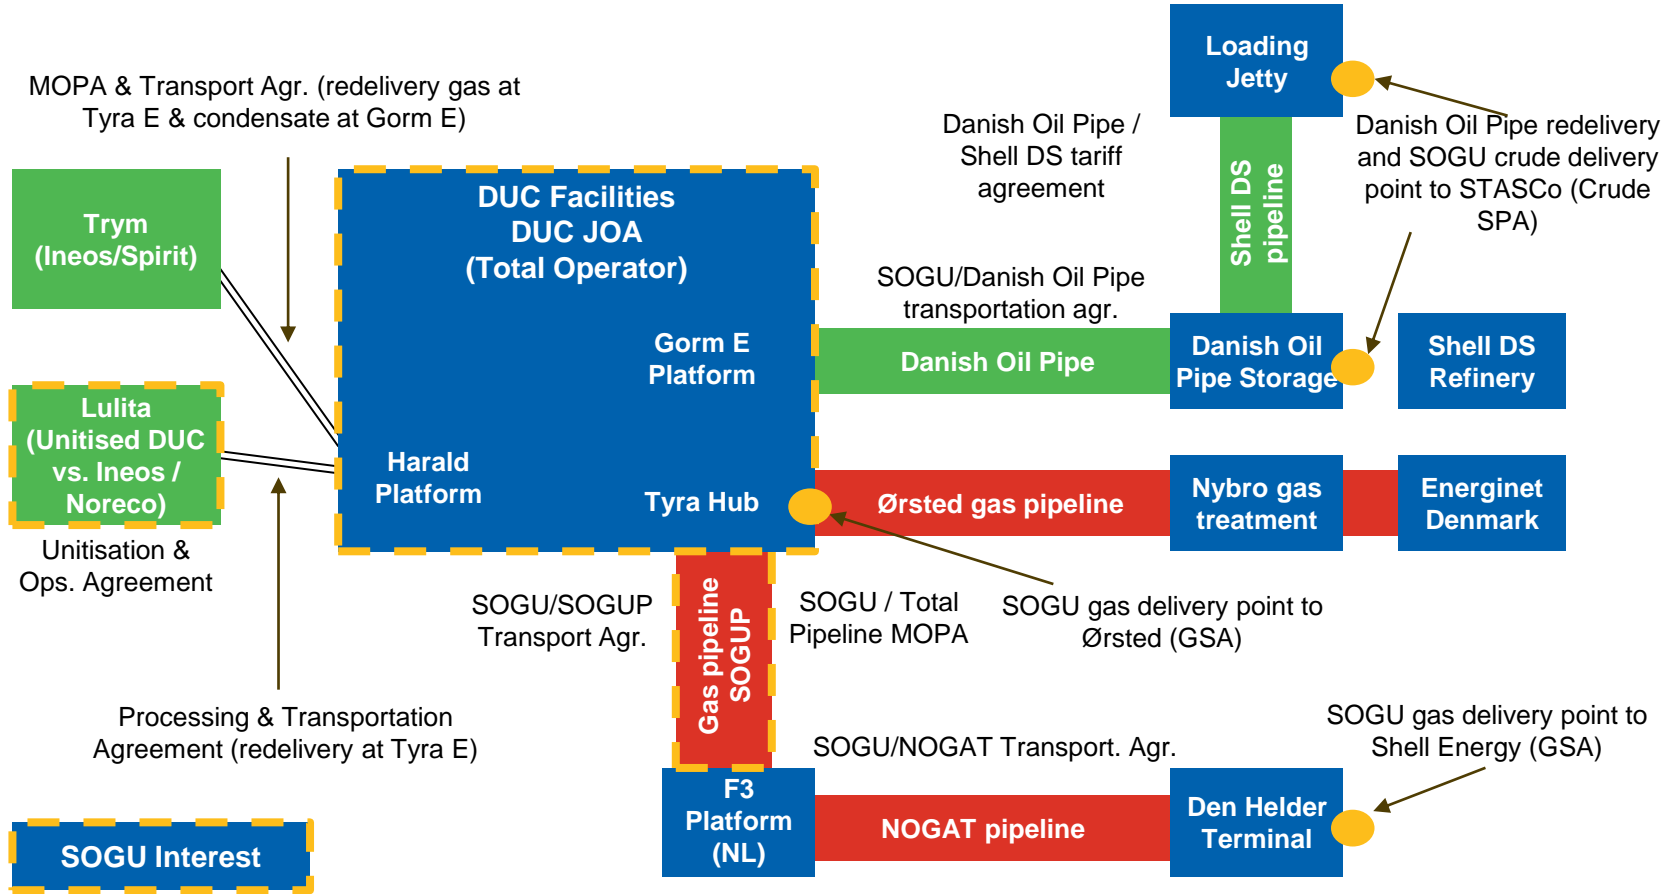 MOPA & Transport Agr. (redelivery gas at
Tyra E & condensate at Gorm E)
Loading
Jetty
Danish Oil Pipe /
Shell DS tariff
agreement
Shell DS
pipeline
Danish Oil Pipe redelivery
and SOGU crude delivery
point to STASCo (Crude
SPA)
Trym
(Ineos/Spirit)
DUC Facilities
DUC JOA
(Total Operator)
SOGU/Danish Oil Pipe
transportation agr.
Gorm E
Platform
Danish Oil Pipe
Danish Oil
Pipe Storage
Shell DS
Refinery
Lulita
(Unitised DUC
vs. Ineos /
Noreco)
Unitisation &
Ops. Agreement
Harald
Platform
Tyra Hub
Ørsted gas pipeline
Nybro gas
treatment
Energinet
Denmark
SOGU/SOGUP
Transport Agr.
Gas pipeline
SOGUP
SOGU / Total
Pipeline MOPA
SOGU gas delivery point to
Ørsted (GSA)
Processing & Transportation
Agreement (redelivery at Tyra E)
SOGU/NOGAT Transport. Agr.
SOGU gas delivery point to
Shell Energy (GSA)
F3
Platform
(NL)
NOGAT pipeline
Den Helder
Terminal
SOGU Interest